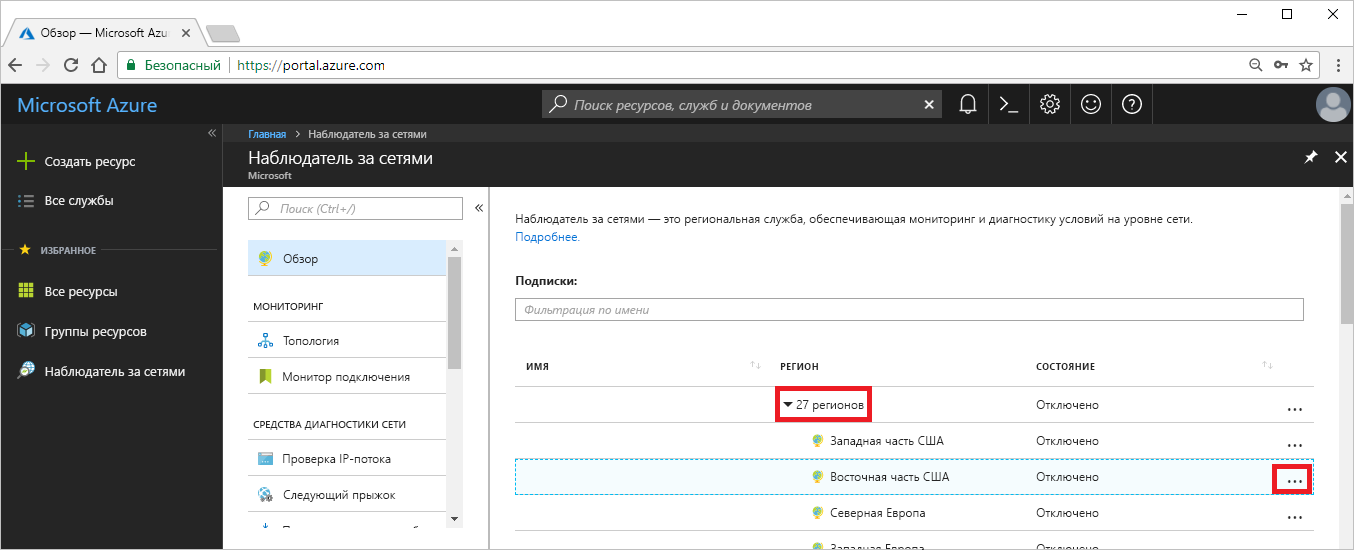 Обзор — Microsoft Azu
Безопасный https://portal.azure.com
Microsoft Azure
Поиск ресурсов, служб и документов
Главная > Наблюдатель за сетями
Наблюдатель за сетями
Microsoft
Создать ресурс
Все службы
ИЗБРАННОЕ
Все ресурсы
Группы ресурсов
Наблюдатель за сетями
Поиск (Ctrl+/)
Обзор
МОНИТОРИНГ
Топология
Монитор подключения
СРЕДСТВА ДИАГНОСТИКИ СЕТИ
Проверка IP-потока
Следующий прыжок
Наблюдатель за сетями — это региональная служба, обеспечивающая мониторинг и диагностику условий на уровне сети.
Подробнее.
Подписки:
Фильтрация по имени
ИМЯ РЕГИОН СОСТОЯНИЕ
27 регионов Отключено ...
Западная часть США Отключено ...
Восточная часть США Отключено ...
Северная Европа Отключено ...
Западная Европа Отключено